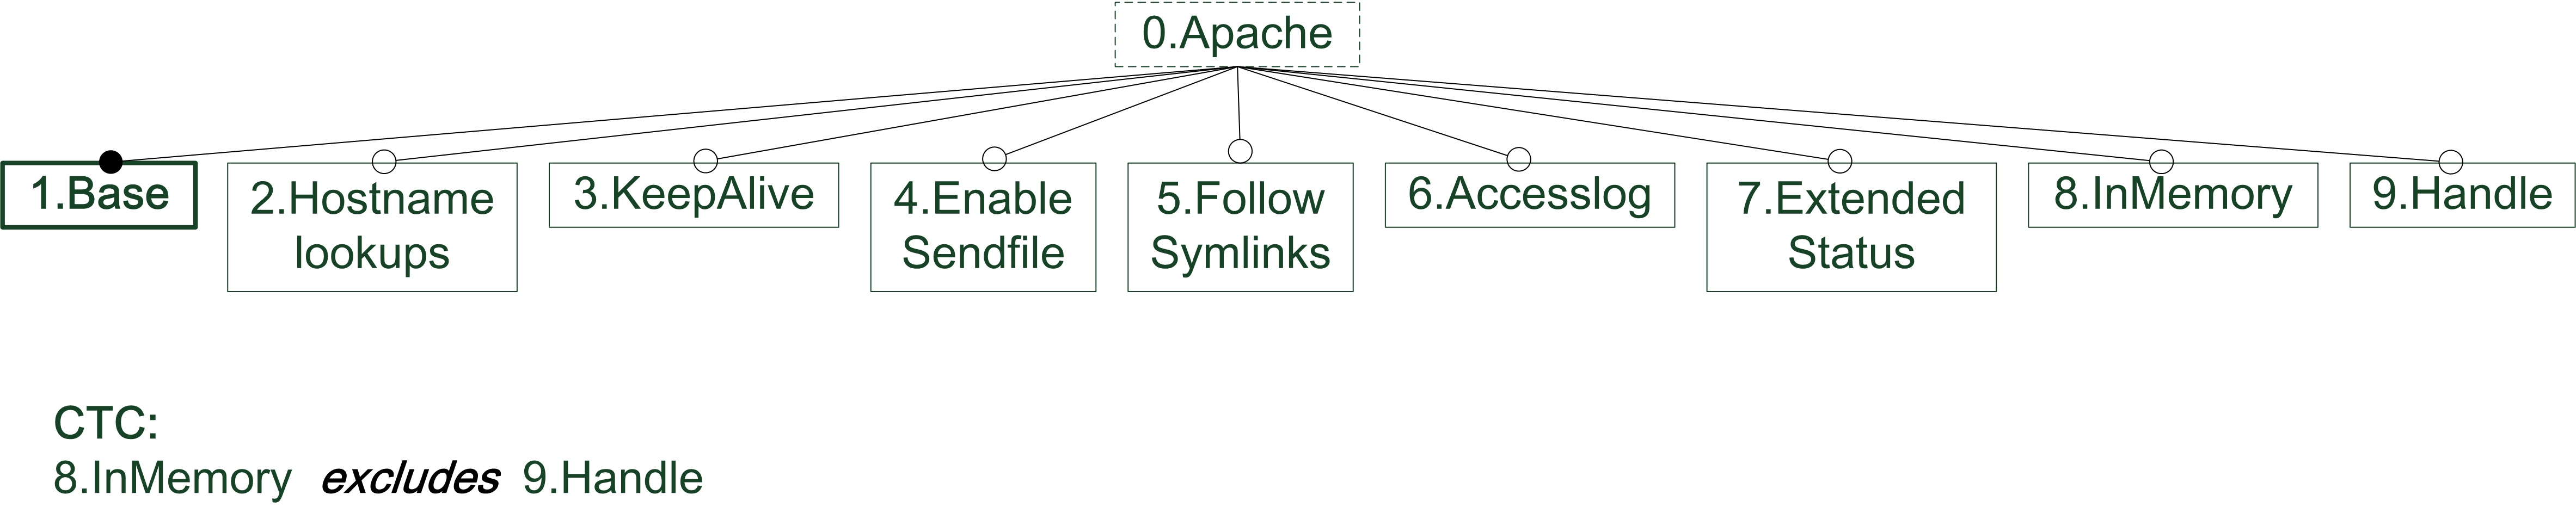 0.Apache
1.Base
2.Hostname
lookups
3.KeepAlive
4.Enable
Sendfile
5.Follow
Symlinks
6.Accesslog
7.Extended
Status
8.InMemory
9.Handle
CTC:
8.InMemory excludes 9.Handle